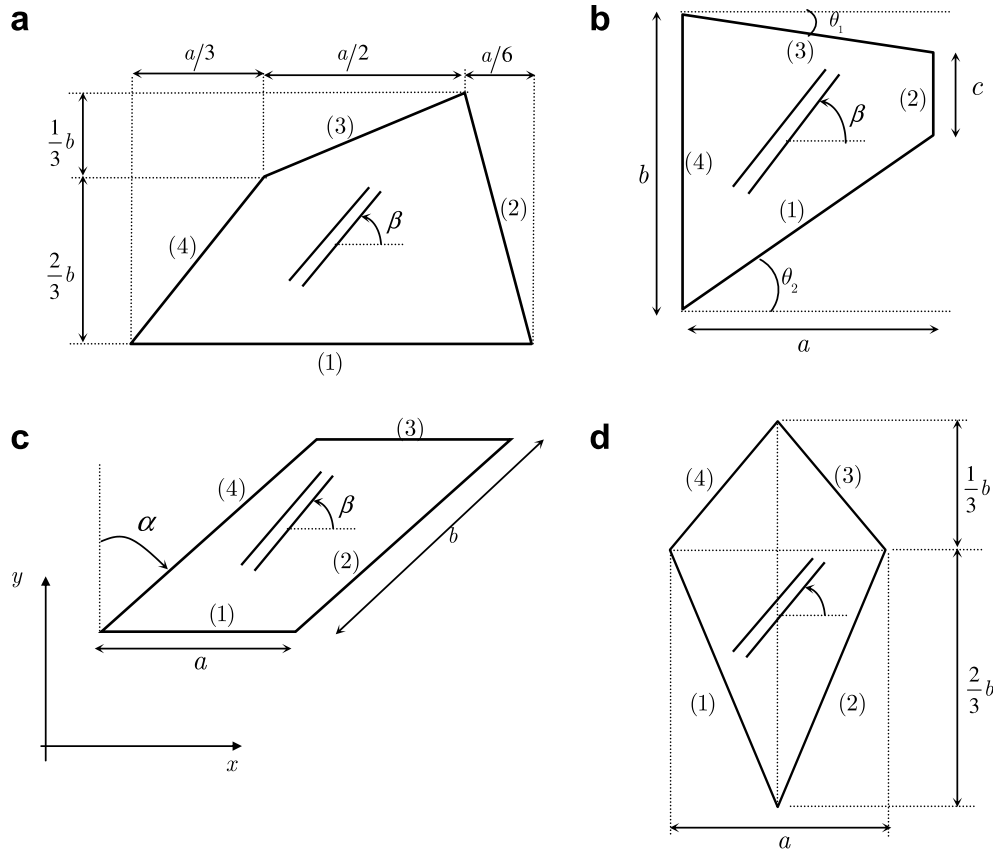 a
a/3
a/2
a/6
1/3 b
(3)
(2)
β
(4)
2/3 b
(1)
b
θ₁
(3)
(2)
c
β
b
(4)
(1)
θ₂
a
c
(3)
(4)
α
β
b
(2)
y
(1)
a
x
d
(4)
(3)
1/3 b
(1)
(2)
2/3 b
a